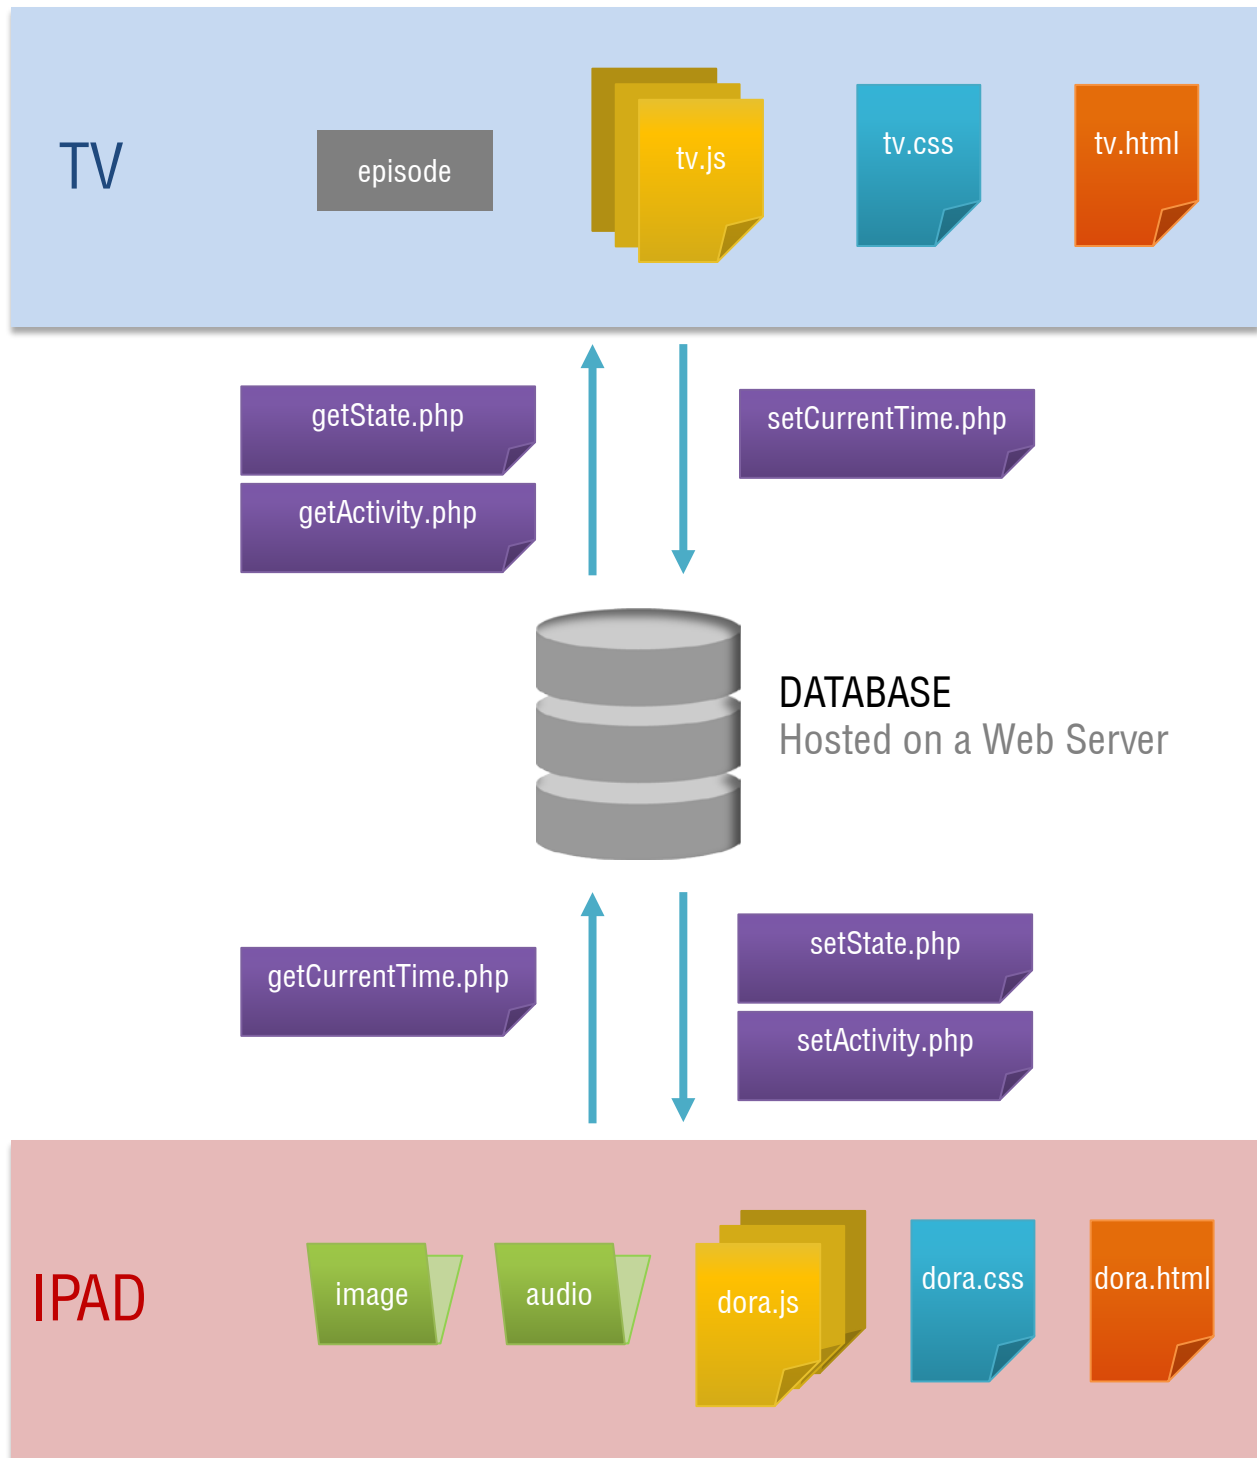 TV
episode
tv.js
tv.css
tv.html
getState.php
getActivity.php
setCurrentTime.php
DATABASE
Hosted on a Web Server
getCurrentTime.php
setState.php
setActivity.php
IPAD
image
audio
dora.js
dora.css
dora.html